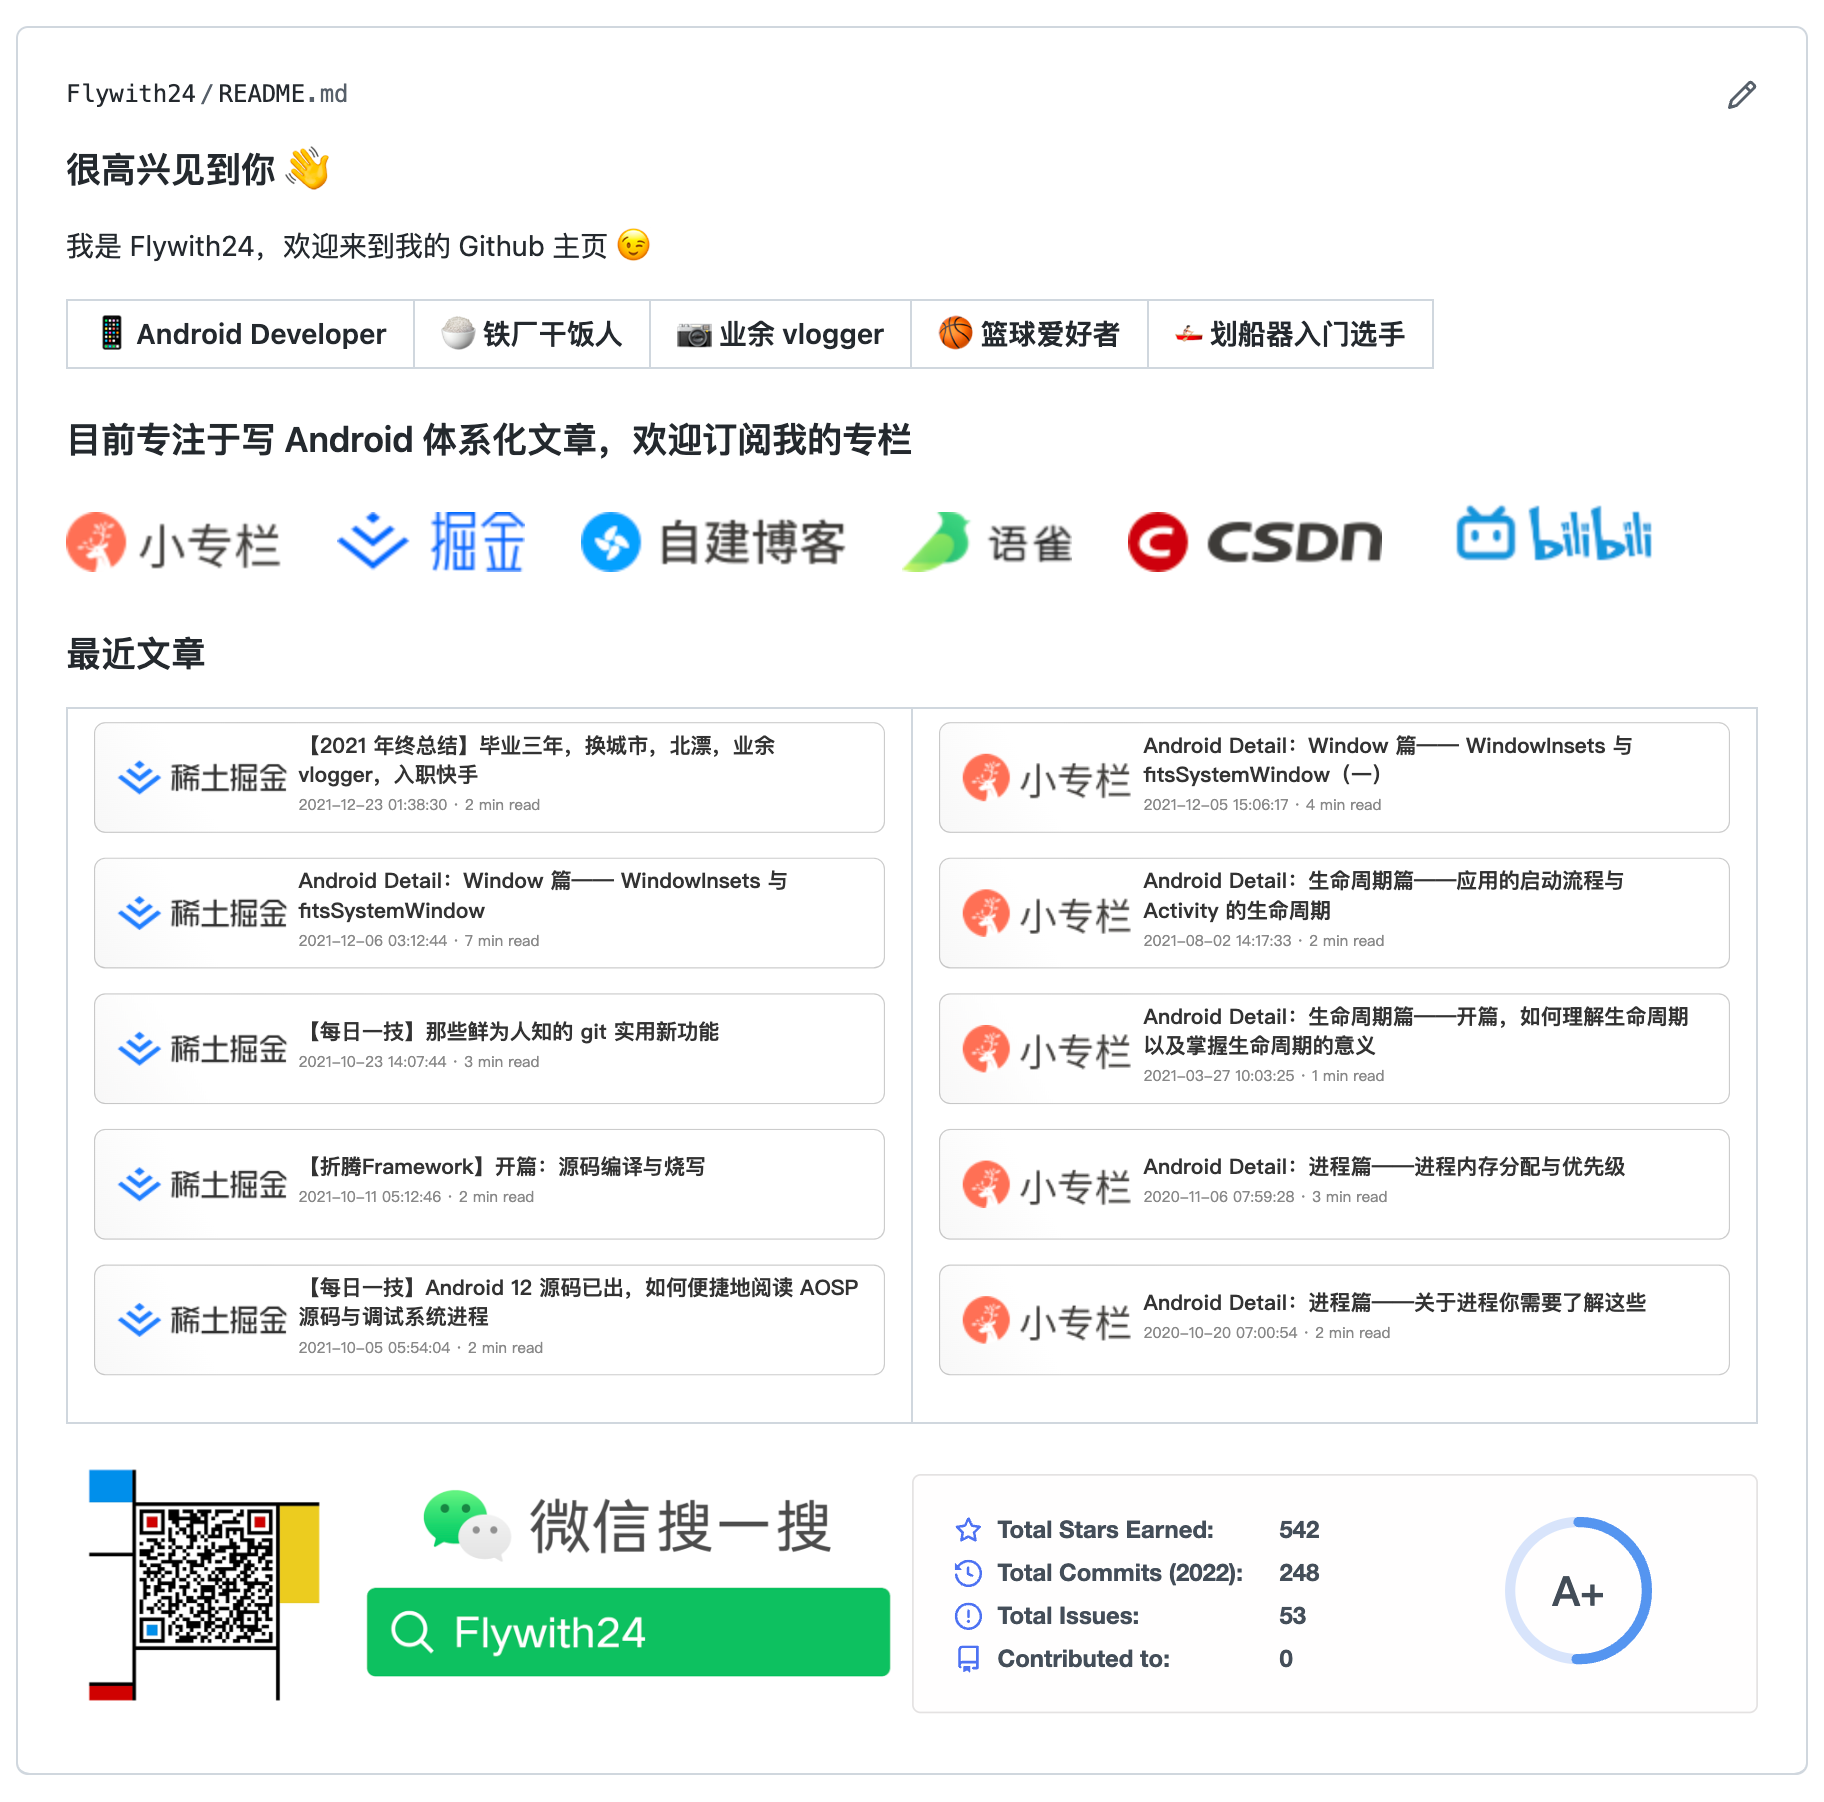 Flywith24/README.md
很高兴见到你 👋
我是 Flywith24，欢迎来到我的 Github 主页 😉
📱 Android Developer
🍚 铁厂干饭人
📷 业余 vlogger
🏀 篮球爱好者
🚣 划船器入门选手
目前专注于写 Android 体系化文章，欢迎订阅我的专栏
小专栏
掘金
自建博客
语雀
CSDN
bilibili
最近文章
稀土掘金
【2021 年终总结】毕业三年，换城市，北漂，业余
vlogger，入职快手
2021-12-23 01:38:30 · 2 min read
稀土掘金
Android Detail：Window 篇—— WindowInsets 与
fitsSystemWindow
2021-12-06 03:12:44 · 7 min read
稀土掘金
【每日一技】那些鲜为人知的 git 实用新功能
2021-10-23 14:07:44 · 3 min read
稀土掘金
【折腾Framework】开篇：源码编译与烧写
2021-10-11 05:12:46 · 2 min read
稀土掘金
【每日一技】Android 12 源码已出，如何便捷地阅读 AOSP
源码与调试系统进程
2021-10-05 05:54:04 · 2 min read
小专栏
Android Detail：Window 篇—— WindowInsets 与
fitsSystemWindow（一）
2021-12-05 15:06:17 · 4 min read
小专栏
Android Detail：生命周期篇——应用的启动流程与
Activity 的生命周期
2021-08-02 14:17:33 · 2 min read
小专栏
Android Detail：生命周期篇——开篇，如何理解生命周期
以及掌握生命周期的意义
2021-03-27 10:03:25 · 1 min read
小专栏
Android Detail：进程篇——进程内存分配与优先级
2020-11-06 07:59:28 · 3 min read
小专栏
Android Detail：进程篇——关于进程你需要了解这些
2020-10-20 07:00:54 · 2 min read
微信搜一搜
Flywith24
Total Stars Earned: 542
Total Commits (2022): 248
Total Issues: 53
Contributed to: 0
A+